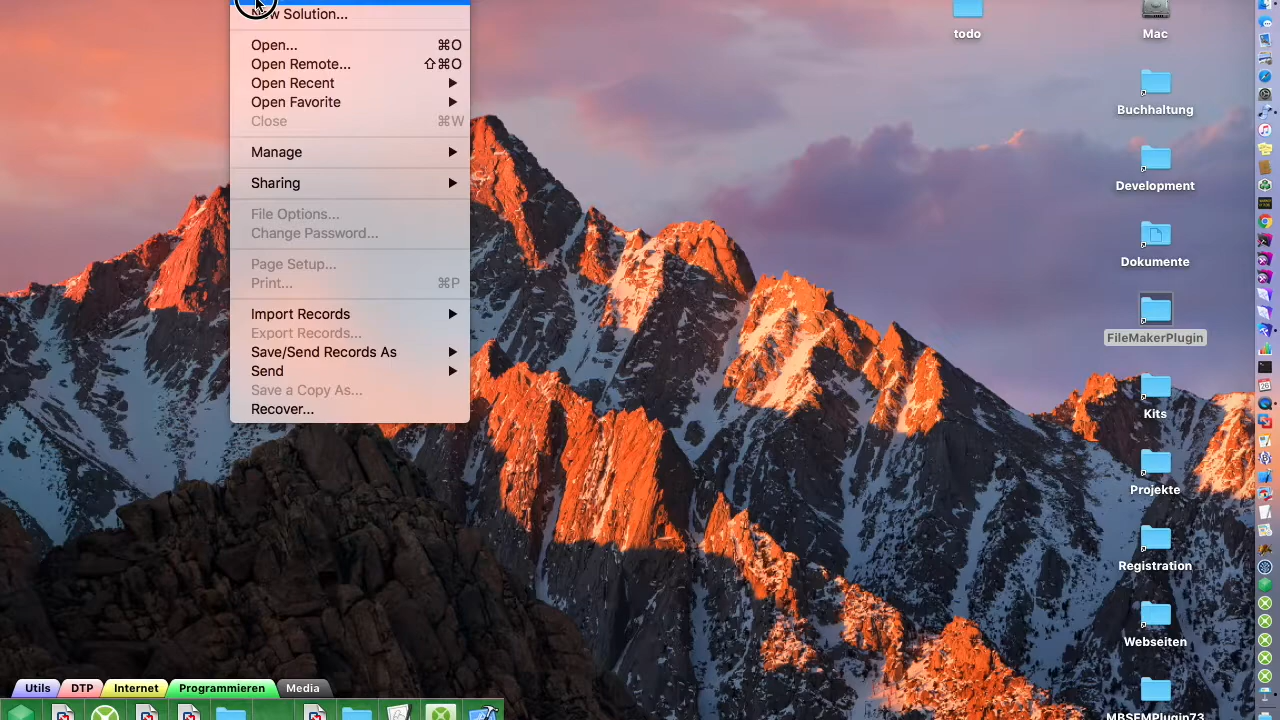 New Solution...
Open... ⌘O
Open Remote... ⇧⌘O
Open Recent
Open Favorite
Close ⌘W
Manage
Sharing
File Options...
Change Password...
Page Setup...
Print... ⌘P
Import Records
Export Records...
Save/Send Records As
Send
Save a Copy As...
Recover...
todo
Mac
Buchhaltung
Development
Dokumente
FileMakerPlugin
Kits
Projekte
Registration
Webseiten
MBSFMPlugin73
Utils
DTP
Internet
Programmieren
Media